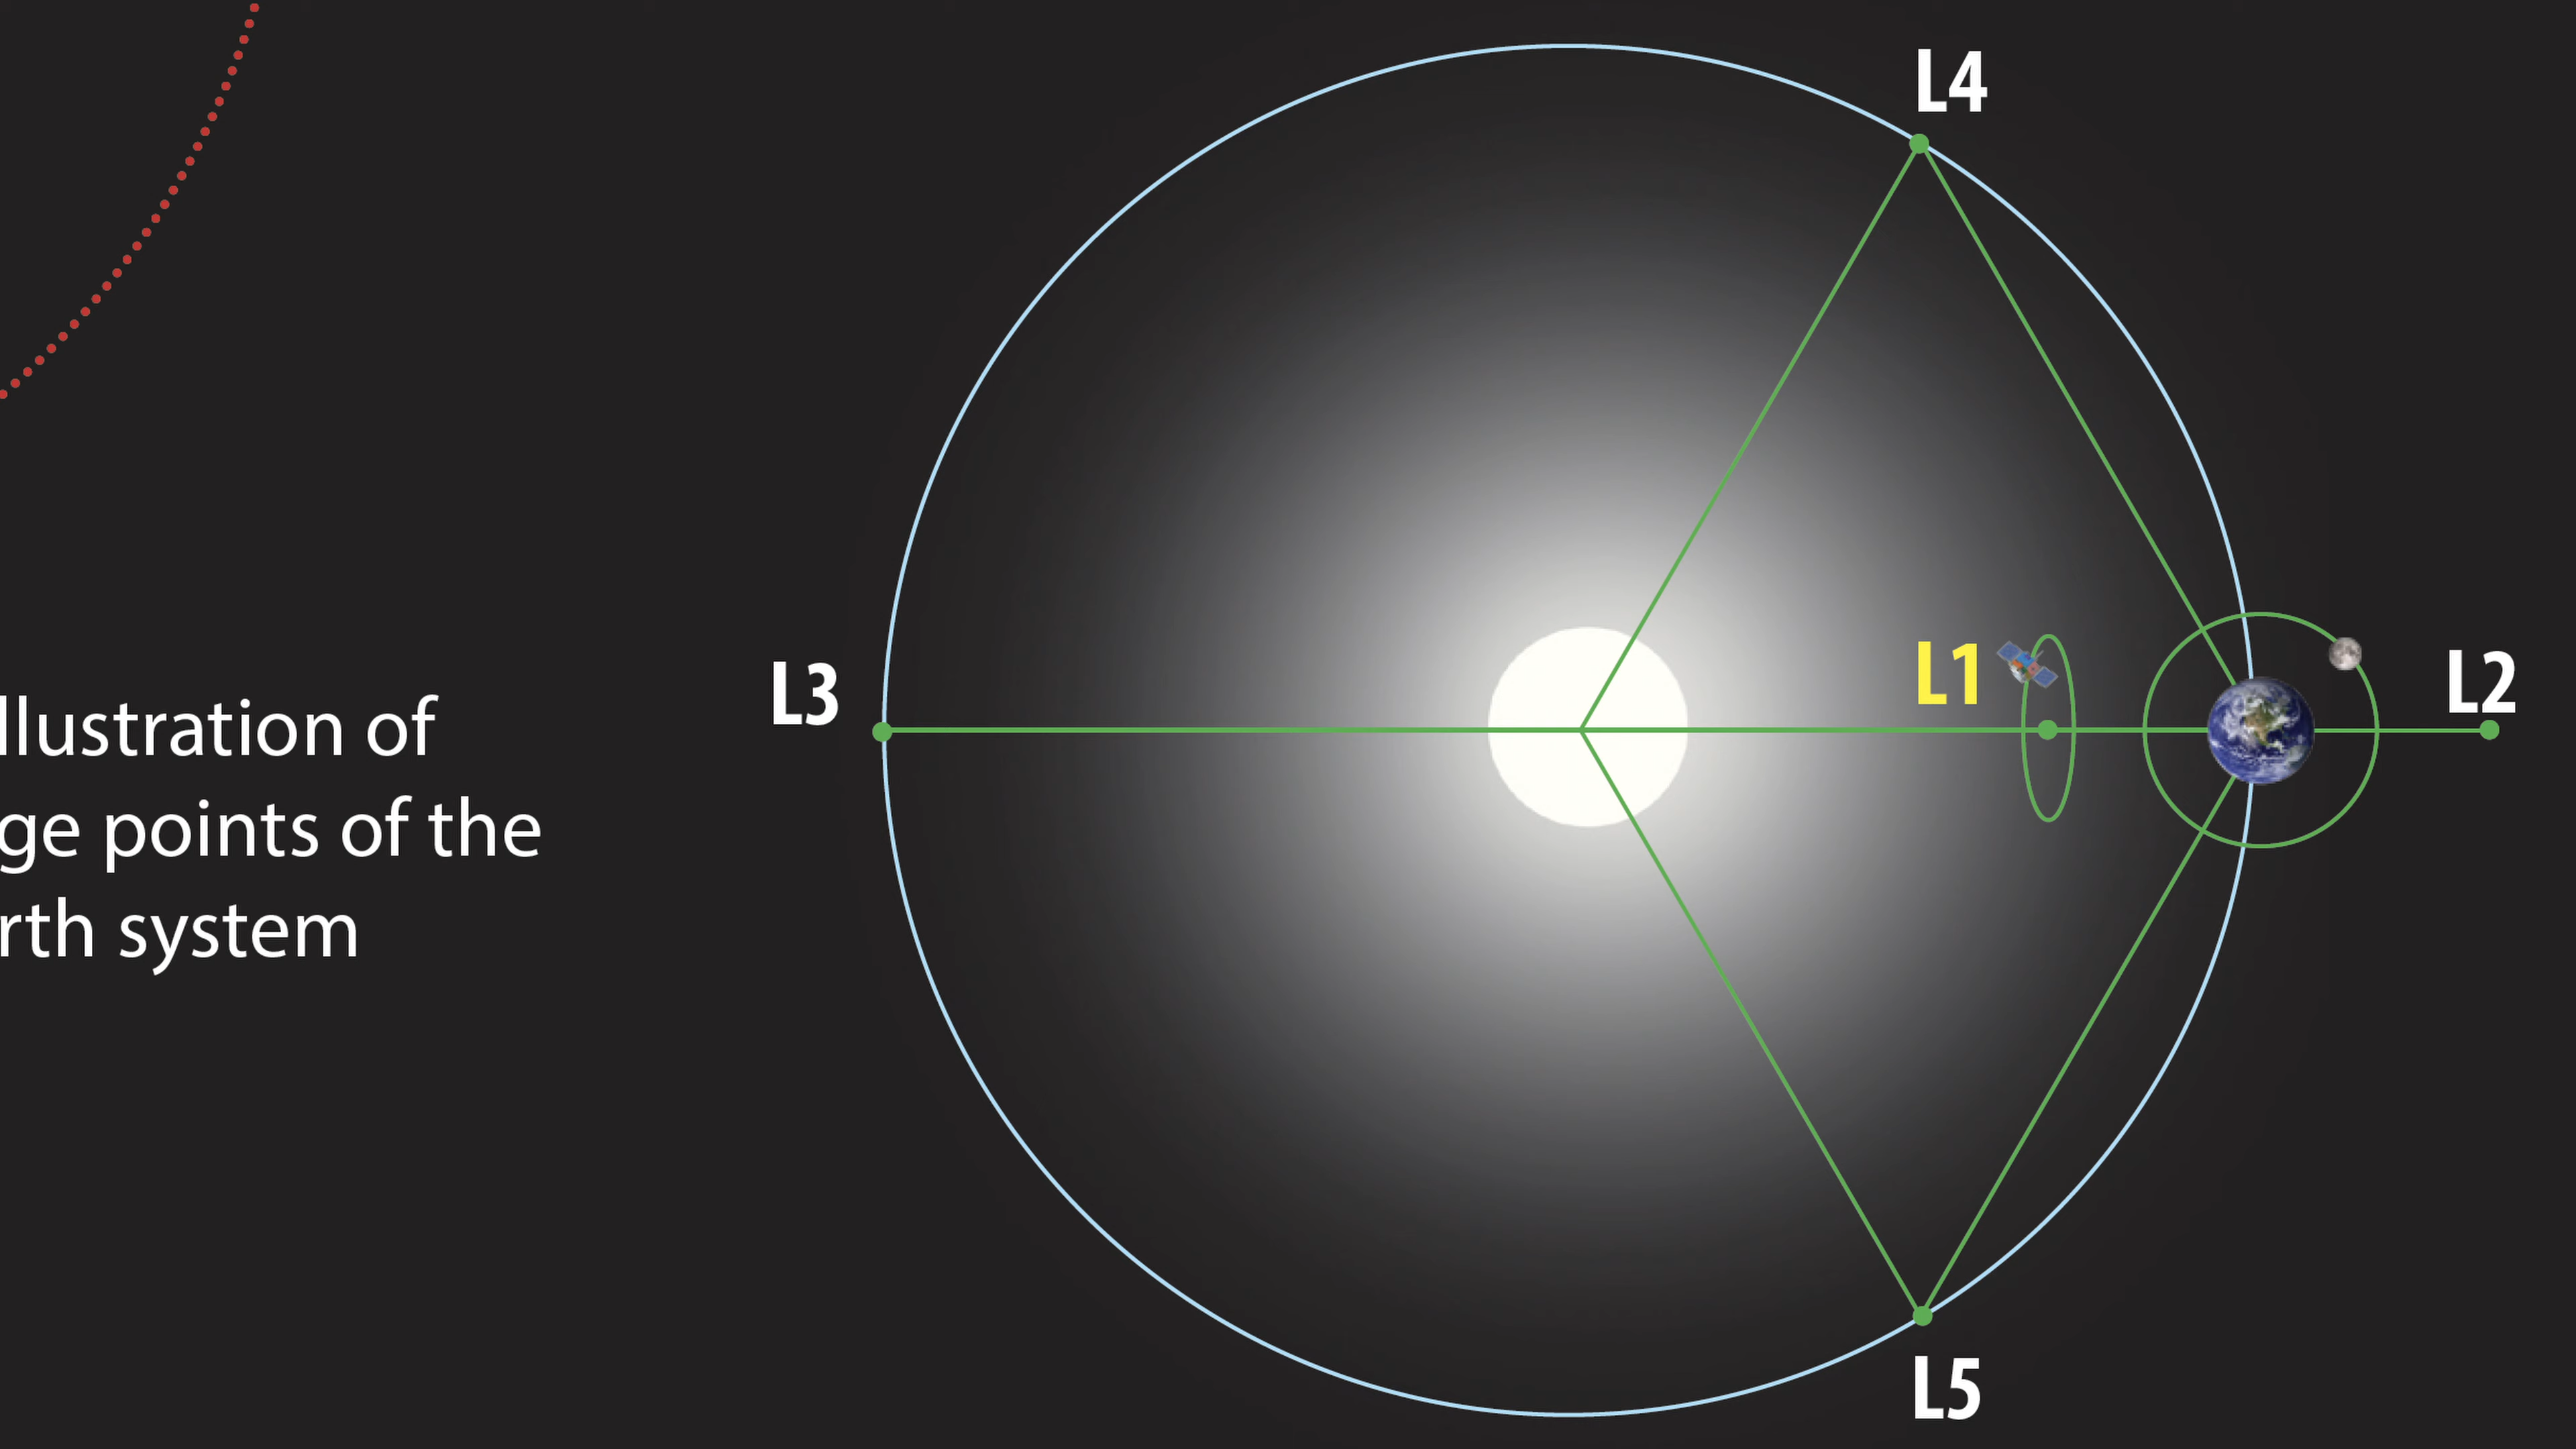 llustration of
ge points of the
rth system
L4
L3
L1
L2
L5